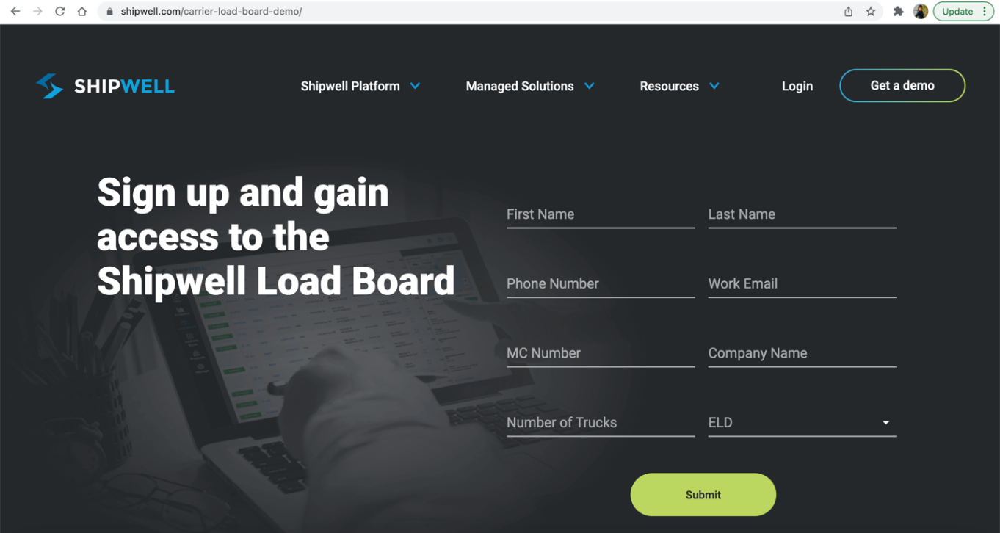 shipwell.com/carrier-load-board-demo/
Update
SHIPWELL
Shipwell Platform
Managed Solutions
Resources
Login
Get a demo
Sign up and gain
access to the
Shipwell Load Board
First Name
Last Name
Phone Number
Work Email
MC Number
Company Name
Number of Trucks
ELD
Submit